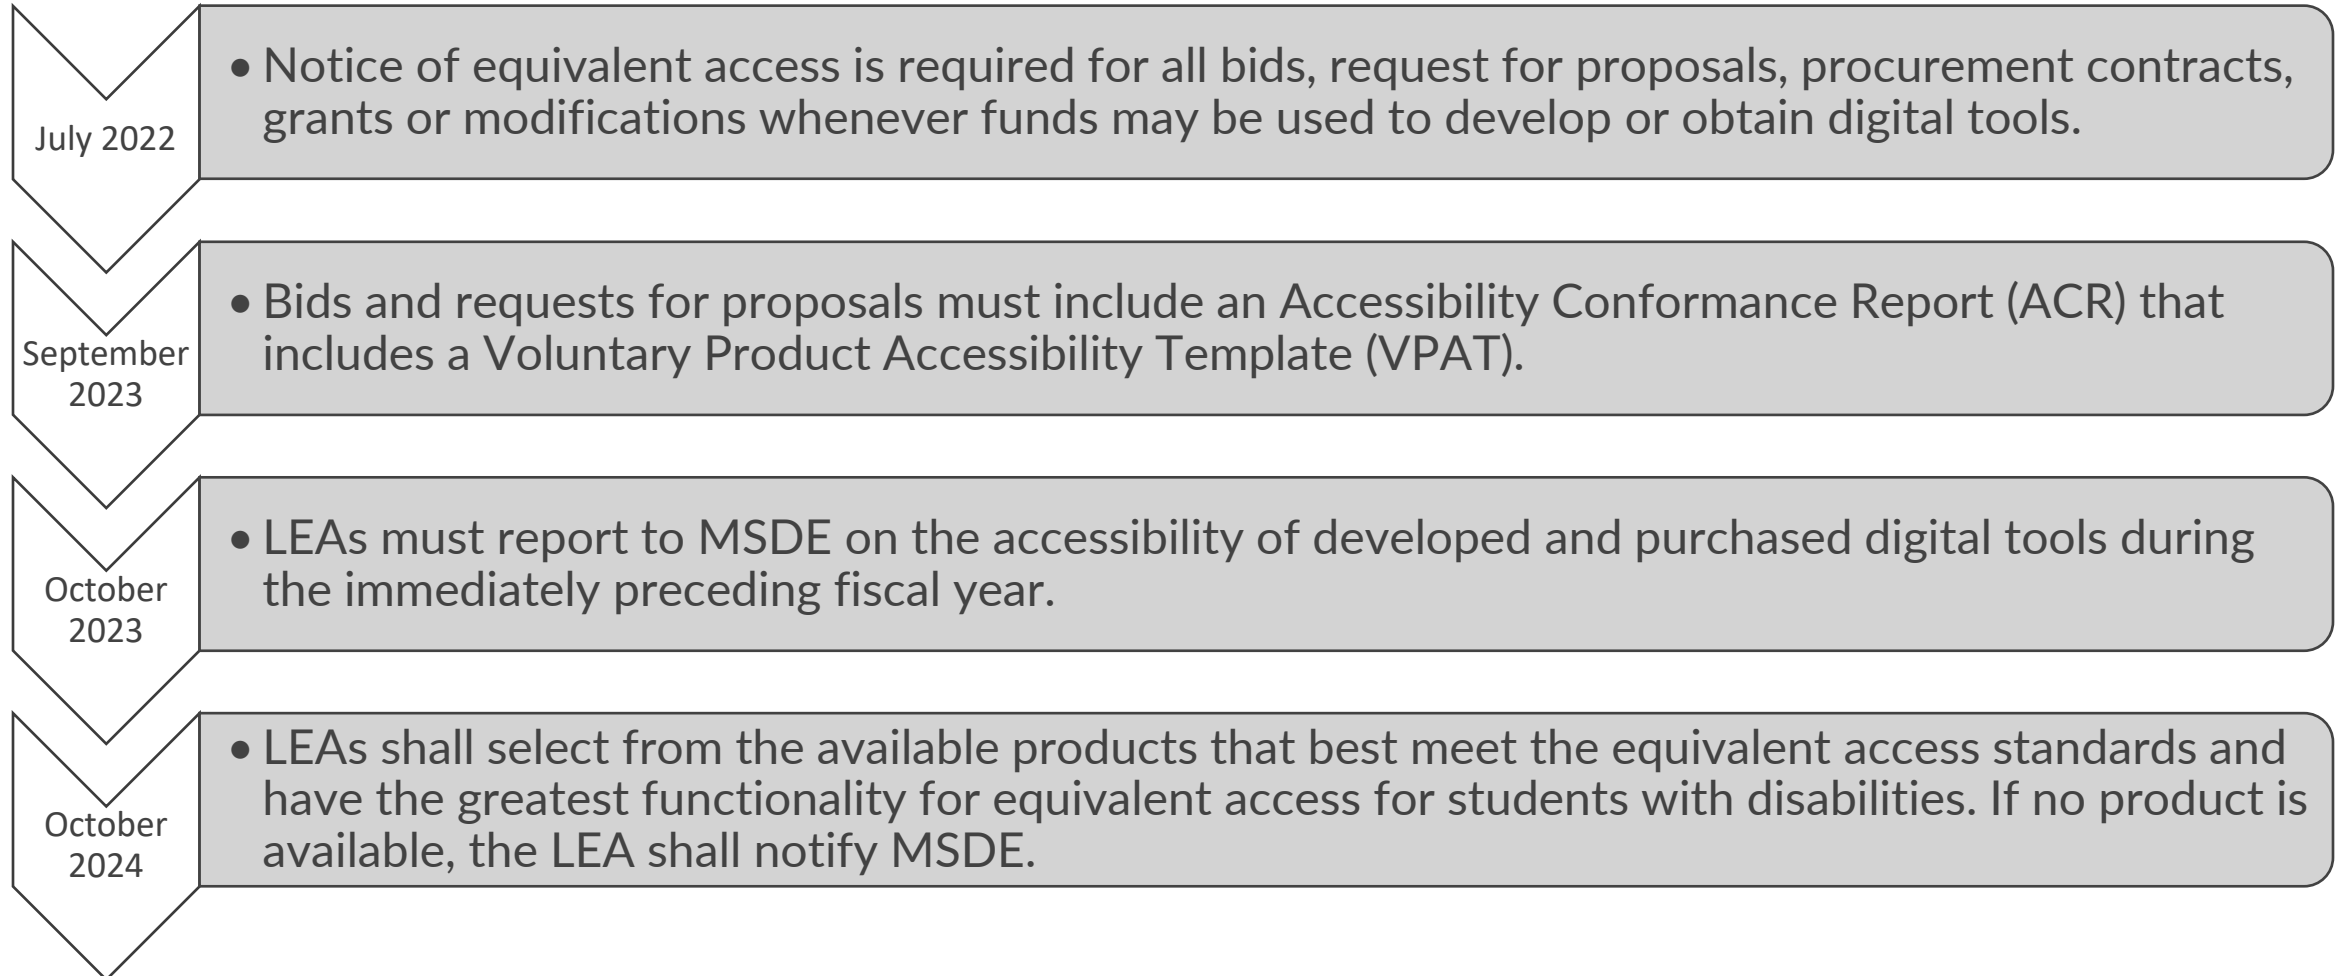 July 2022
• Notice of equivalent access is required for all bids, request for proposals, procurement contracts,
grants or modifications whenever funds may be used to develop or obtain digital tools.
September
2023
• Bids and requests for proposals must include an Accessibility Conformance Report (ACR) that
includes a Voluntary Product Accessibility Template (VPAT).
October
2023
• LEAs must report to MSDE on the accessibility of developed and purchased digital tools during
the immediately preceding fiscal year.
October
2024
• LEAs shall select from the available products that best meet the equivalent access standards and
have the greatest functionality for equivalent access for students with disabilities. If no product is
available, the LEA shall notify MSDE.